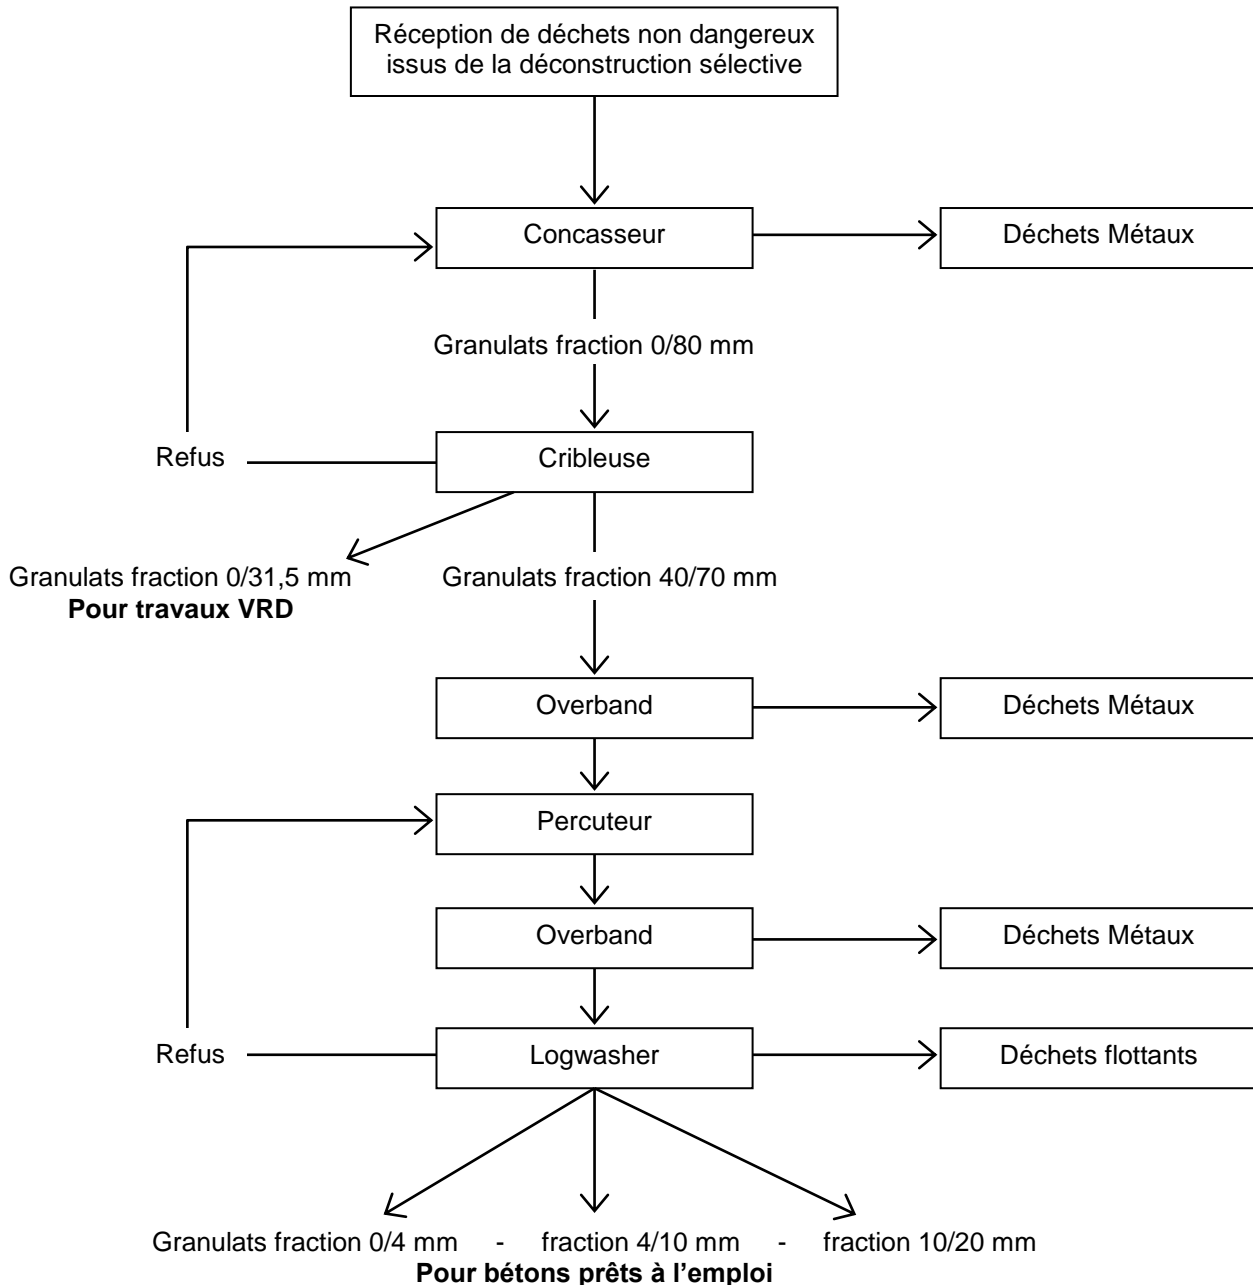 Réception de déchets non dangereux
issus de la déconstruction sélective
Concasseur
Déchets Métaux
Granulats fraction 0/80 mm
Refus
Cribleuse
Granulats fraction 0/31,5 mm
Pour travaux VRD
Granulats fraction 40/70 mm
Overband
Déchets Métaux
Percuteur
Overband
Déchets Métaux
Refus
Logwasher
Déchets flottants
Granulats fraction 0/4 mm - fraction 4/10 mm - fraction 10/20 mm
Pour bétons prêts à l’emploi